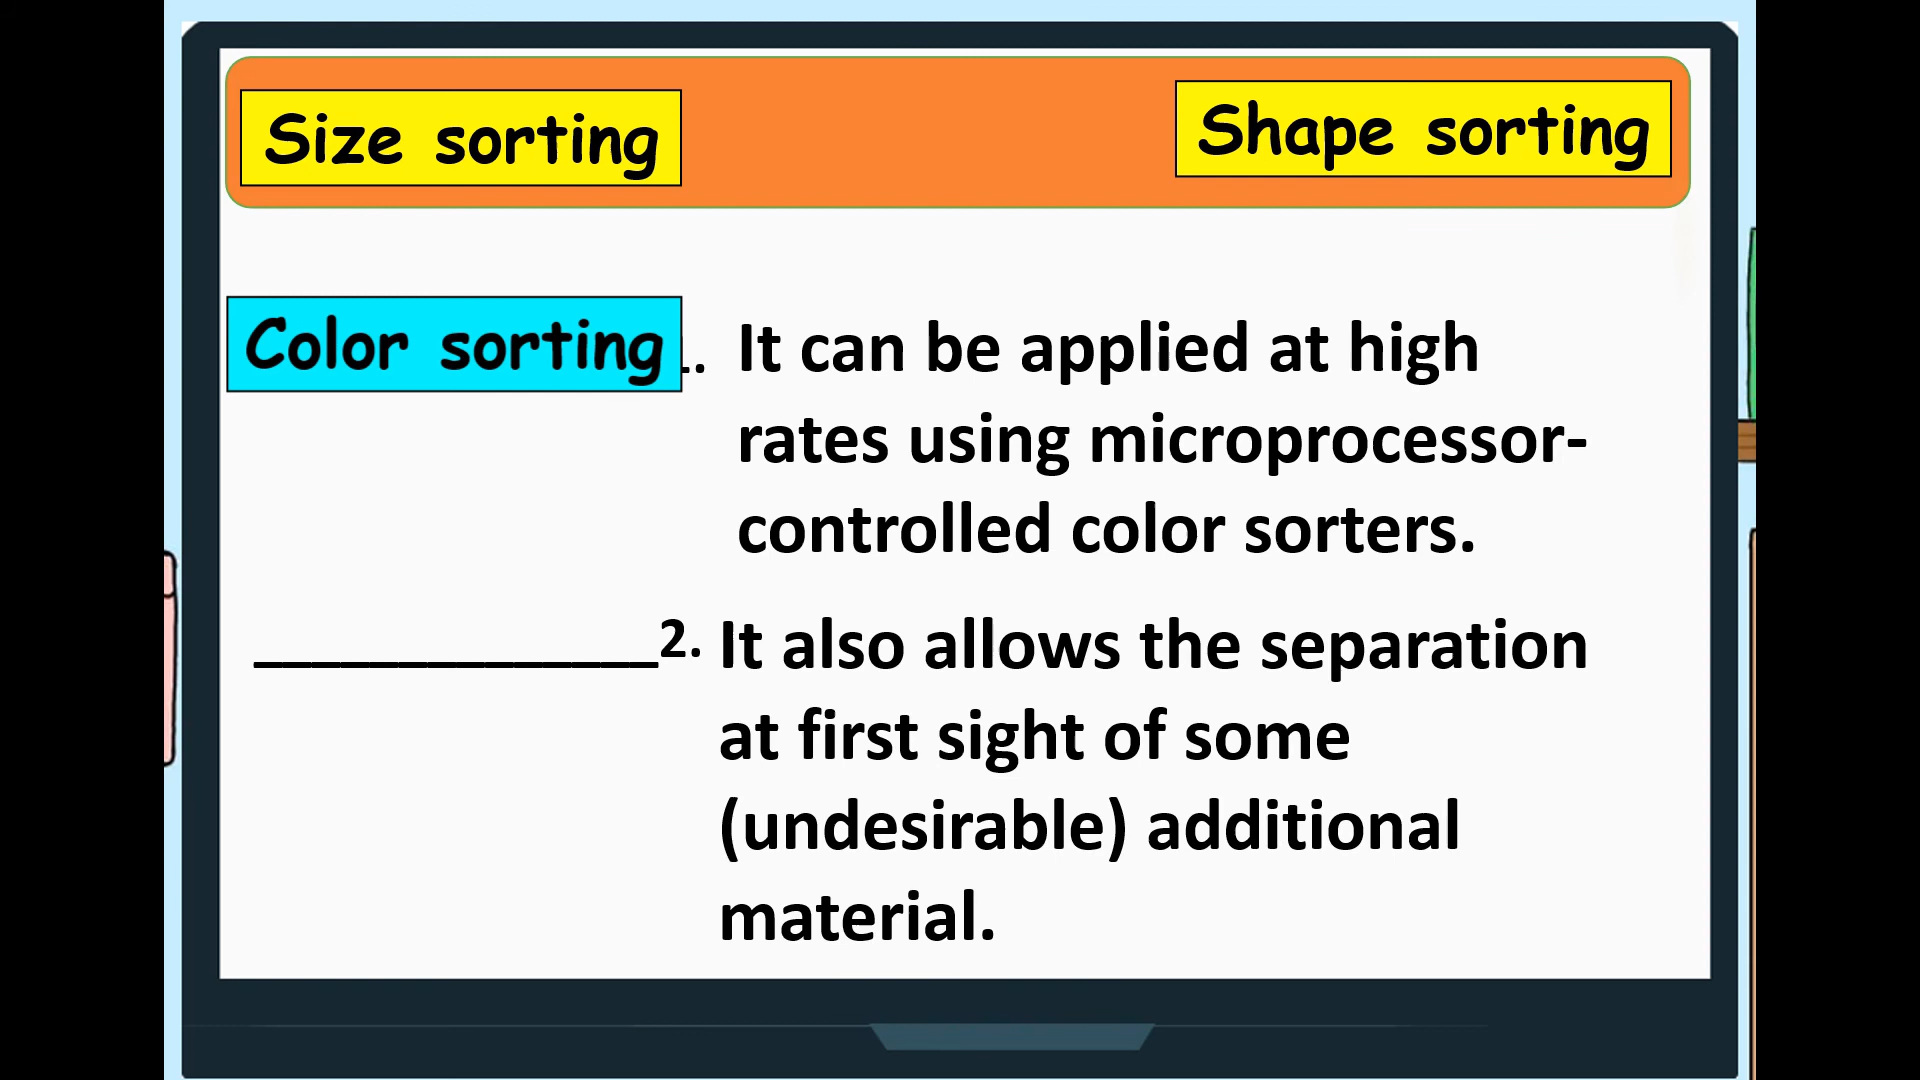 Size sorting
Shape sorting
Color sorting
. It can be applied at high
rates using microprocessor-
controlled color sorters.
______________2. It also allows the separation
at first sight of some
(undesirable) additional
material.